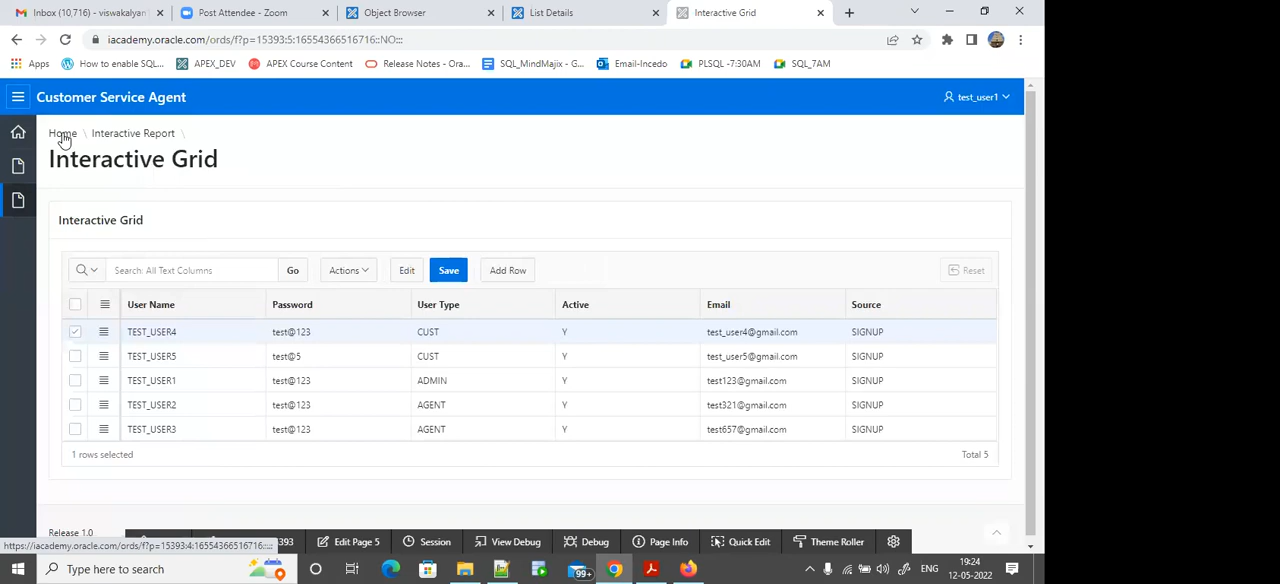 Inbox (10,716) - viswakalyan
Post Attendee - Zoom
Object Browser
List Details
Interactive Grid
iacademy.oracle.com/ords/f?p=15393:5:16554366516716::NO:::
Apps
How to enable SQL...
APEX_DEV
APEX Course Content
Release Notes - Ora...
SQL_MindMajix - G...
Email-Incedo
PLSQL -7:30AM
SQL_7AM
Customer Service Agent
test_user1
Home \ Interactive Report \
Interactive Grid
Interactive Grid
Search: All Text Columns
Go
Actions
Edit
Save
Add Row
Reset
User Name Password User Type Active Email Source
TEST_USER4 test@123 CUST Y test_user4@gmail.com SIGNUP
TEST_USER5 test@5 CUST Y test_user5@gmail.com SIGNUP
TEST_USER1 test@123 ADMIN Y test123@gmail.com SIGNUP
TEST_USER2 test@123 AGENT Y test321@gmail.com SIGNUP
TEST_USER3 test@123 AGENT Y test657@gmail.com SIGNUP
1 rows selected Total 5
Release 1.0
393 Edit Page 5 Session View Debug Debug Page Info Quick Edit Theme Roller
https://iacademy.oracle.com/ords/f?p=15393:4:16554366516716:::::
Type here to search
99+
ENG
19:24
12-05-2022